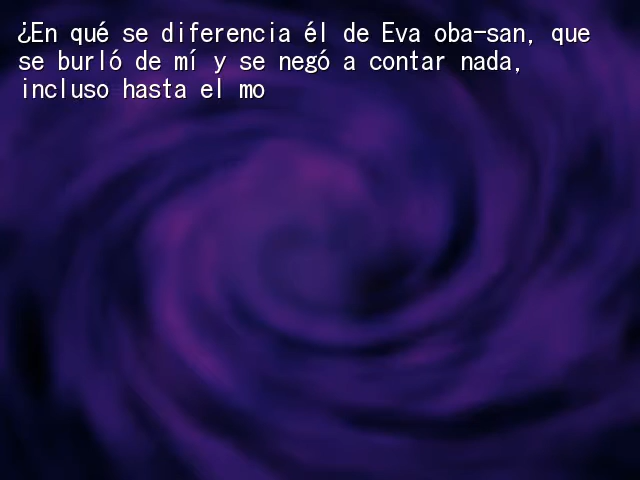 ¿En qué se diferencia él de Eva oba-san, que
se burló de mí y se negó a contar nada,
incluso hasta el mo